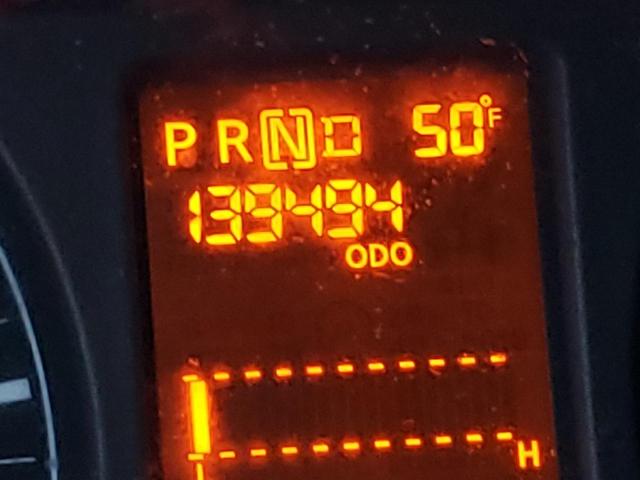 P R [N] D 50°F
139494
ODO
H